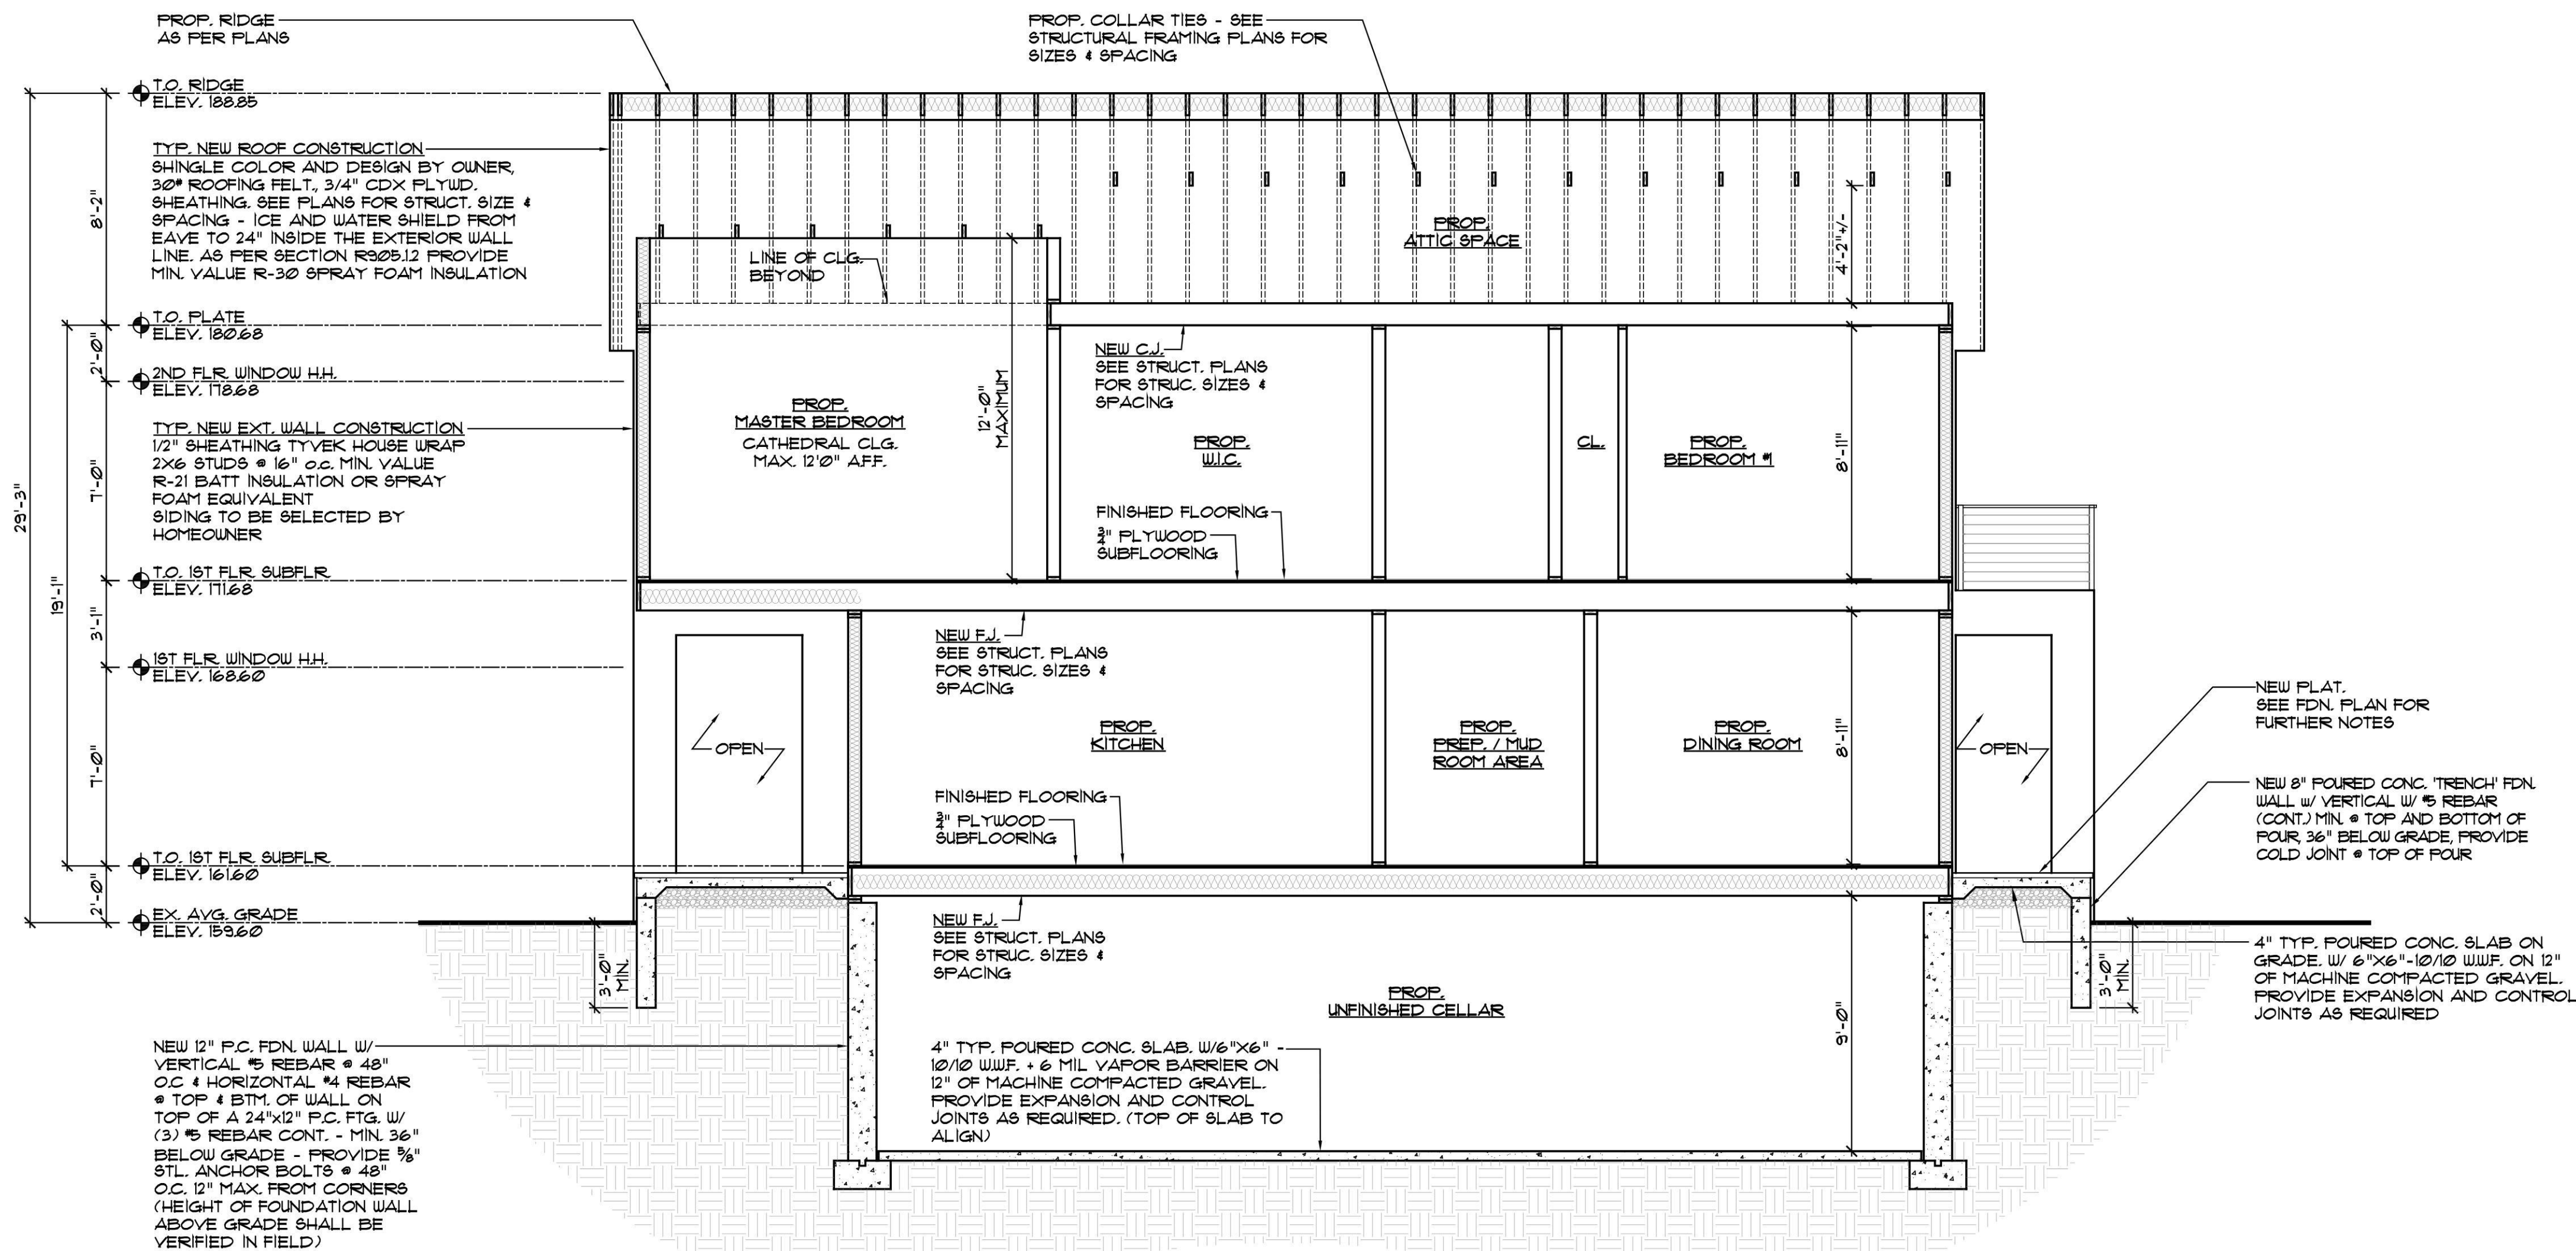 PROP. RIDGE
AS PER PLANS
PROP. COLLAR TIES - SEE
STRUCTURAL FRAMING PLANS FOR
SIZES & SPACING
T.O. RIDGE
ELEV. 188.85
TYP. NEW ROOF CONSTRUCTION
SHINGLE COLOR AND DESIGN BY OWNER,
30# ROOFING FELT., 3/4" CDX PLYWD.
SHEATHING. SEE PLANS FOR STRUCT. SIZE &
SPACING - ICE AND WATER SHIELD FROM
EAVE TO 24" INSIDE THE EXTERIOR WALL
LINE. AS PER SECTION R905.1.2 PROVIDE
MIN. VALUE R-30 SPRAY FOAM INSULATION
8'-2"
PROP.
ATTIC SPACE
4'-2"+/-
LINE OF CLG.
BEYOND
T.O. PLATE
ELEV. 180.68
2'-0"
2ND FLR. WINDOW H.H.
ELEV. 178.68
NEW C.J.
SEE STRUCT. PLANS
FOR STRUC. SIZES &
SPACING
12'-0"
MAXIMUM
PROP.
MASTER BEDROOM
CATHEDRAL CLG.
MAX. 12'0" A.F.F.
PROP.
W.I.C.
CL.
PROP.
BEDROOM #1
8'-11"
TYP. NEW EXT. WALL CONSTRUCTION
1/2" SHEATHING TYVEK HOUSE WRAP
2X6 STUDS @ 16" o.c. MIN. VALUE
R-21 BATT INSULATION OR SPRAY
FOAM EQUIVALENT
SIDING TO BE SELECTED BY
HOMEOWNER
7'-0"
29'-3"
FINISHED FLOORING
3/4" PLYWOOD
SUBFLOORING
T.O. 1ST FLR. SUBFLR.
ELEV. 171.68
19'-1"
3'-1"
NEW F.J.
SEE STRUCT. PLANS
FOR STRUC. SIZES &
SPACING
1ST FLR. WINDOW H.H.
ELEV. 168.60
7'-0"
OPEN
PROP.
KITCHEN
PROP.
PREP. / MUD
ROOM AREA
PROP.
DINING ROOM
8'-11"
OPEN
NEW PLAT.
SEE FDN. PLAN FOR
FURTHER NOTES
FINISHED FLOORING
3/4" PLYWOOD
SUBFLOORING
NEW 8" POURED CONC. 'TRENCH' FDN.
WALL w/ VERTICAL W/ #5 REBAR
(CONT.) MIN. @ TOP AND BOTTOM OF
POUR, 36" BELOW GRADE, PROVIDE
COLD JOINT @ TOP OF POUR
T.O. 1ST FLR. SUBFLR.
ELEV. 161.60
2'-0"
EX. AVG. GRADE
ELEV. 159.60
NEW F.J.
SEE STRUCT. PLANS
FOR STRUC. SIZES &
SPACING
3'-0"
MIN.
3'-0"
MIN.
4" TYP. POURED CONC. SLAB ON
GRADE. W/ 6"X6"-10/10 W.W.F. ON 12"
OF MACHINE COMPACTED GRAVEL.
PROVIDE EXPANSION AND CONTROL
JOINTS AS REQUIRED
PROP.
UNFINISHED CELLAR
9'-0"
NEW 12" P.C. FDN. WALL W/
VERTICAL #5 REBAR @ 48"
O.C & HORIZONTAL #4 REBAR
@ TOP & BTM. OF WALL ON
TOP OF A 24"x12" P.C. FTG. W/
(3) #5 REBAR CONT. - MIN. 36"
BELOW GRADE - PROVIDE 5/8"
STL. ANCHOR BOLTS @ 48"
O.C. 12" MAX. FROM CORNERS
(HEIGHT OF FOUNDATION WALL
ABOVE GRADE SHALL BE
VERIFIED IN FIELD)
4" TYP. POURED CONC. SLAB. W/6"X6" -
10/10 W.W.F. + 6 MIL VAPOR BARRIER ON
12" OF MACHINE COMPACTED GRAVEL.
PROVIDE EXPANSION AND CONTROL
JOINTS AS REQUIRED. (TOP OF SLAB TO
ALIGN)